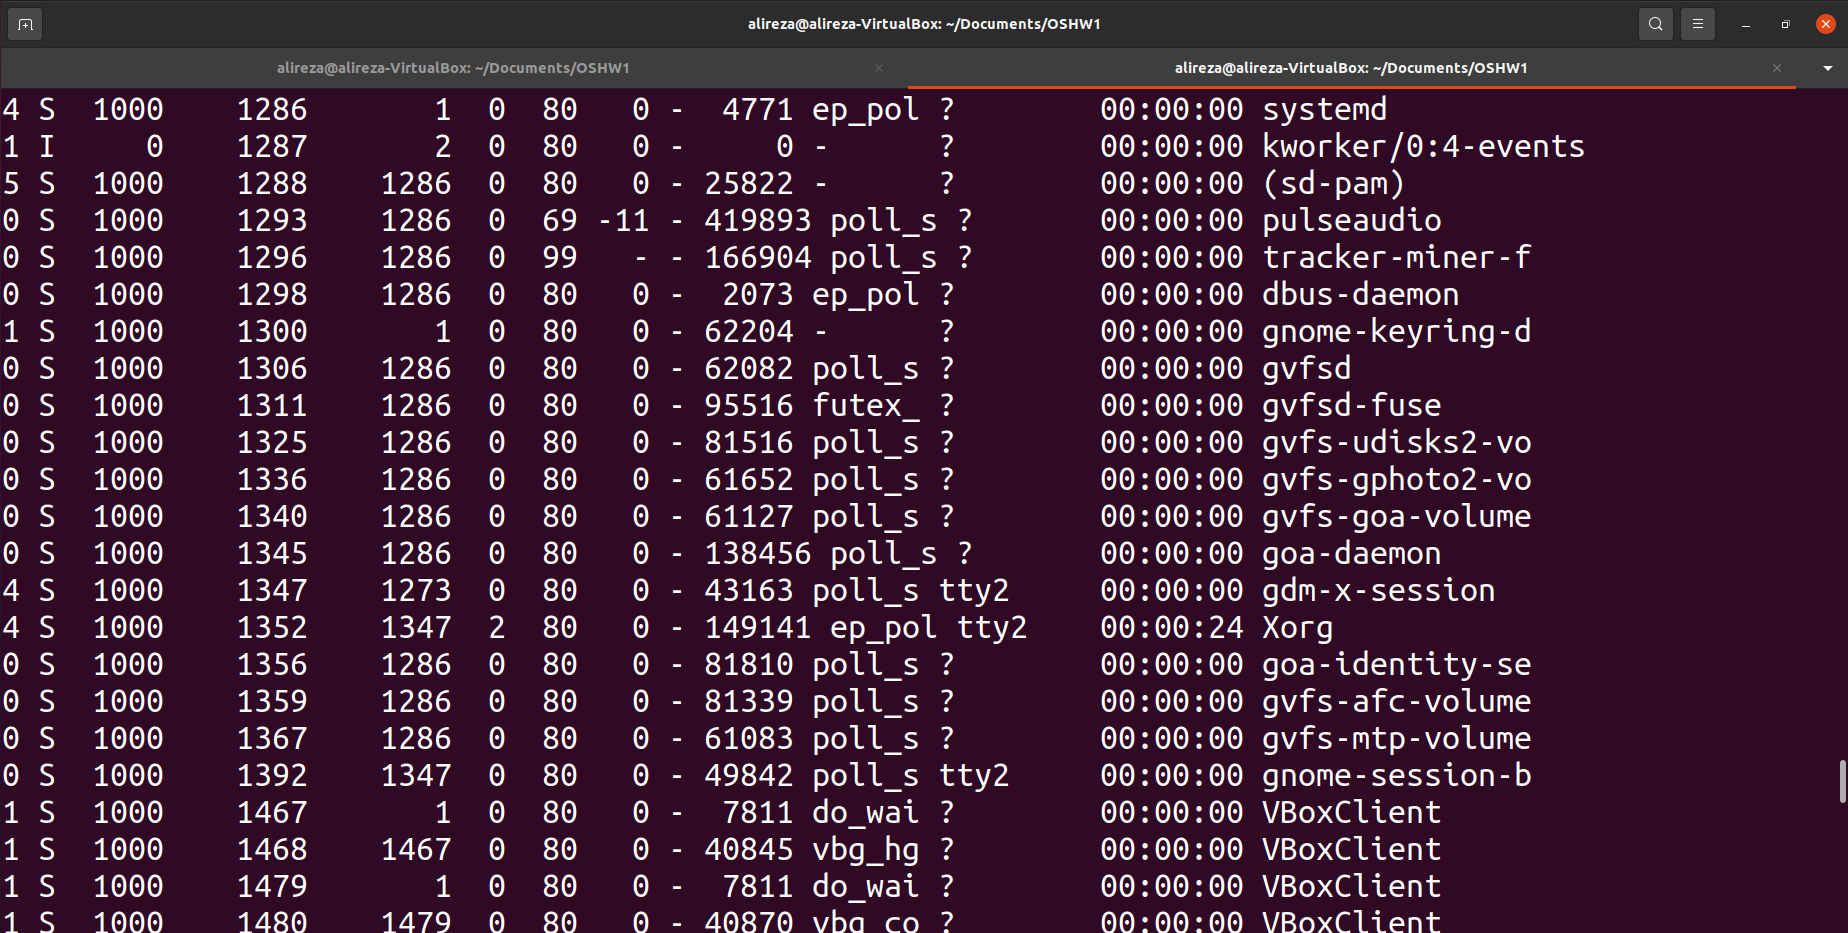 alireza@alireza-VirtualBox: ~/Documents/OSHW1
alireza@alireza-VirtualBox: ~/Documents/OSHW1 alireza@alireza-VirtualBox: ~/Documents/OSHW1
4 S 1000 1286 1 0 80 0 - 4771 ep_pol ? 00:00:00 systemd
1 I 0 1287 2 0 80 0 - 0 - ? 00:00:00 kworker/0:4-events
5 S 1000 1288 1286 0 80 0 - 25822 - ? 00:00:00 (sd-pam)
0 S 1000 1293 1286 0 69 -11 - 419893 poll_s ? 00:00:00 pulseaudio
0 S 1000 1296 1286 0 99 - - 166904 poll_s ? 00:00:00 tracker-miner-f
0 S 1000 1298 1286 0 80 0 - 2073 ep_pol ? 00:00:00 dbus-daemon
1 S 1000 1300 1 0 80 0 - 62204 - ? 00:00:00 gnome-keyring-d
0 S 1000 1306 1286 0 80 0 - 62082 poll_s ? 00:00:00 gvfsd
0 S 1000 1311 1286 0 80 0 - 95516 futex_ ? 00:00:00 gvfsd-fuse
0 S 1000 1325 1286 0 80 0 - 81516 poll_s ? 00:00:00 gvfs-udisks2-vo
0 S 1000 1336 1286 0 80 0 - 61652 poll_s ? 00:00:00 gvfs-gphoto2-vo
0 S 1000 1340 1286 0 80 0 - 61127 poll_s ? 00:00:00 gvfs-goa-volume
0 S 1000 1345 1286 0 80 0 - 138456 poll_s ? 00:00:00 goa-daemon
4 S 1000 1347 1273 0 80 0 - 43163 poll_s tty2 00:00:00 gdm-x-session
4 S 1000 1352 1347 2 80 0 - 149141 ep_pol tty2 00:00:24 Xorg
0 S 1000 1356 1286 0 80 0 - 81810 poll_s ? 00:00:00 goa-identity-se
0 S 1000 1359 1286 0 80 0 - 81339 poll_s ? 00:00:00 gvfs-afc-volume
0 S 1000 1367 1286 0 80 0 - 61083 poll_s ? 00:00:00 gvfs-mtp-volume
0 S 1000 1392 1347 0 80 0 - 49842 poll_s tty2 00:00:00 gnome-session-b
1 S 1000 1467 1 0 80 0 - 7811 do_wai ? 00:00:00 VBoxClient
1 S 1000 1468 1467 0 80 0 - 40845 vbg_hg ? 00:00:00 VBoxClient
1 S 1000 1479 1 0 80 0 - 7811 do_wai ? 00:00:00 VBoxClient
1 S 1000 1480 1479 0 80 0 - 40870 vbg_co ? 00:00:00 VBoxClient